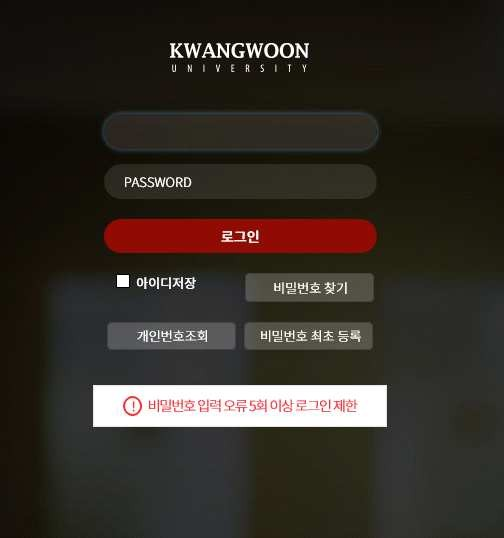 KWANGWOON
UNIVERSITY
PASSWORD
로그인
아이디저장
비밀번호 찾기
개인번호조회
비밀번호 최초 등록
비밀번호 입력 오류 5회 이상 로그인 제한